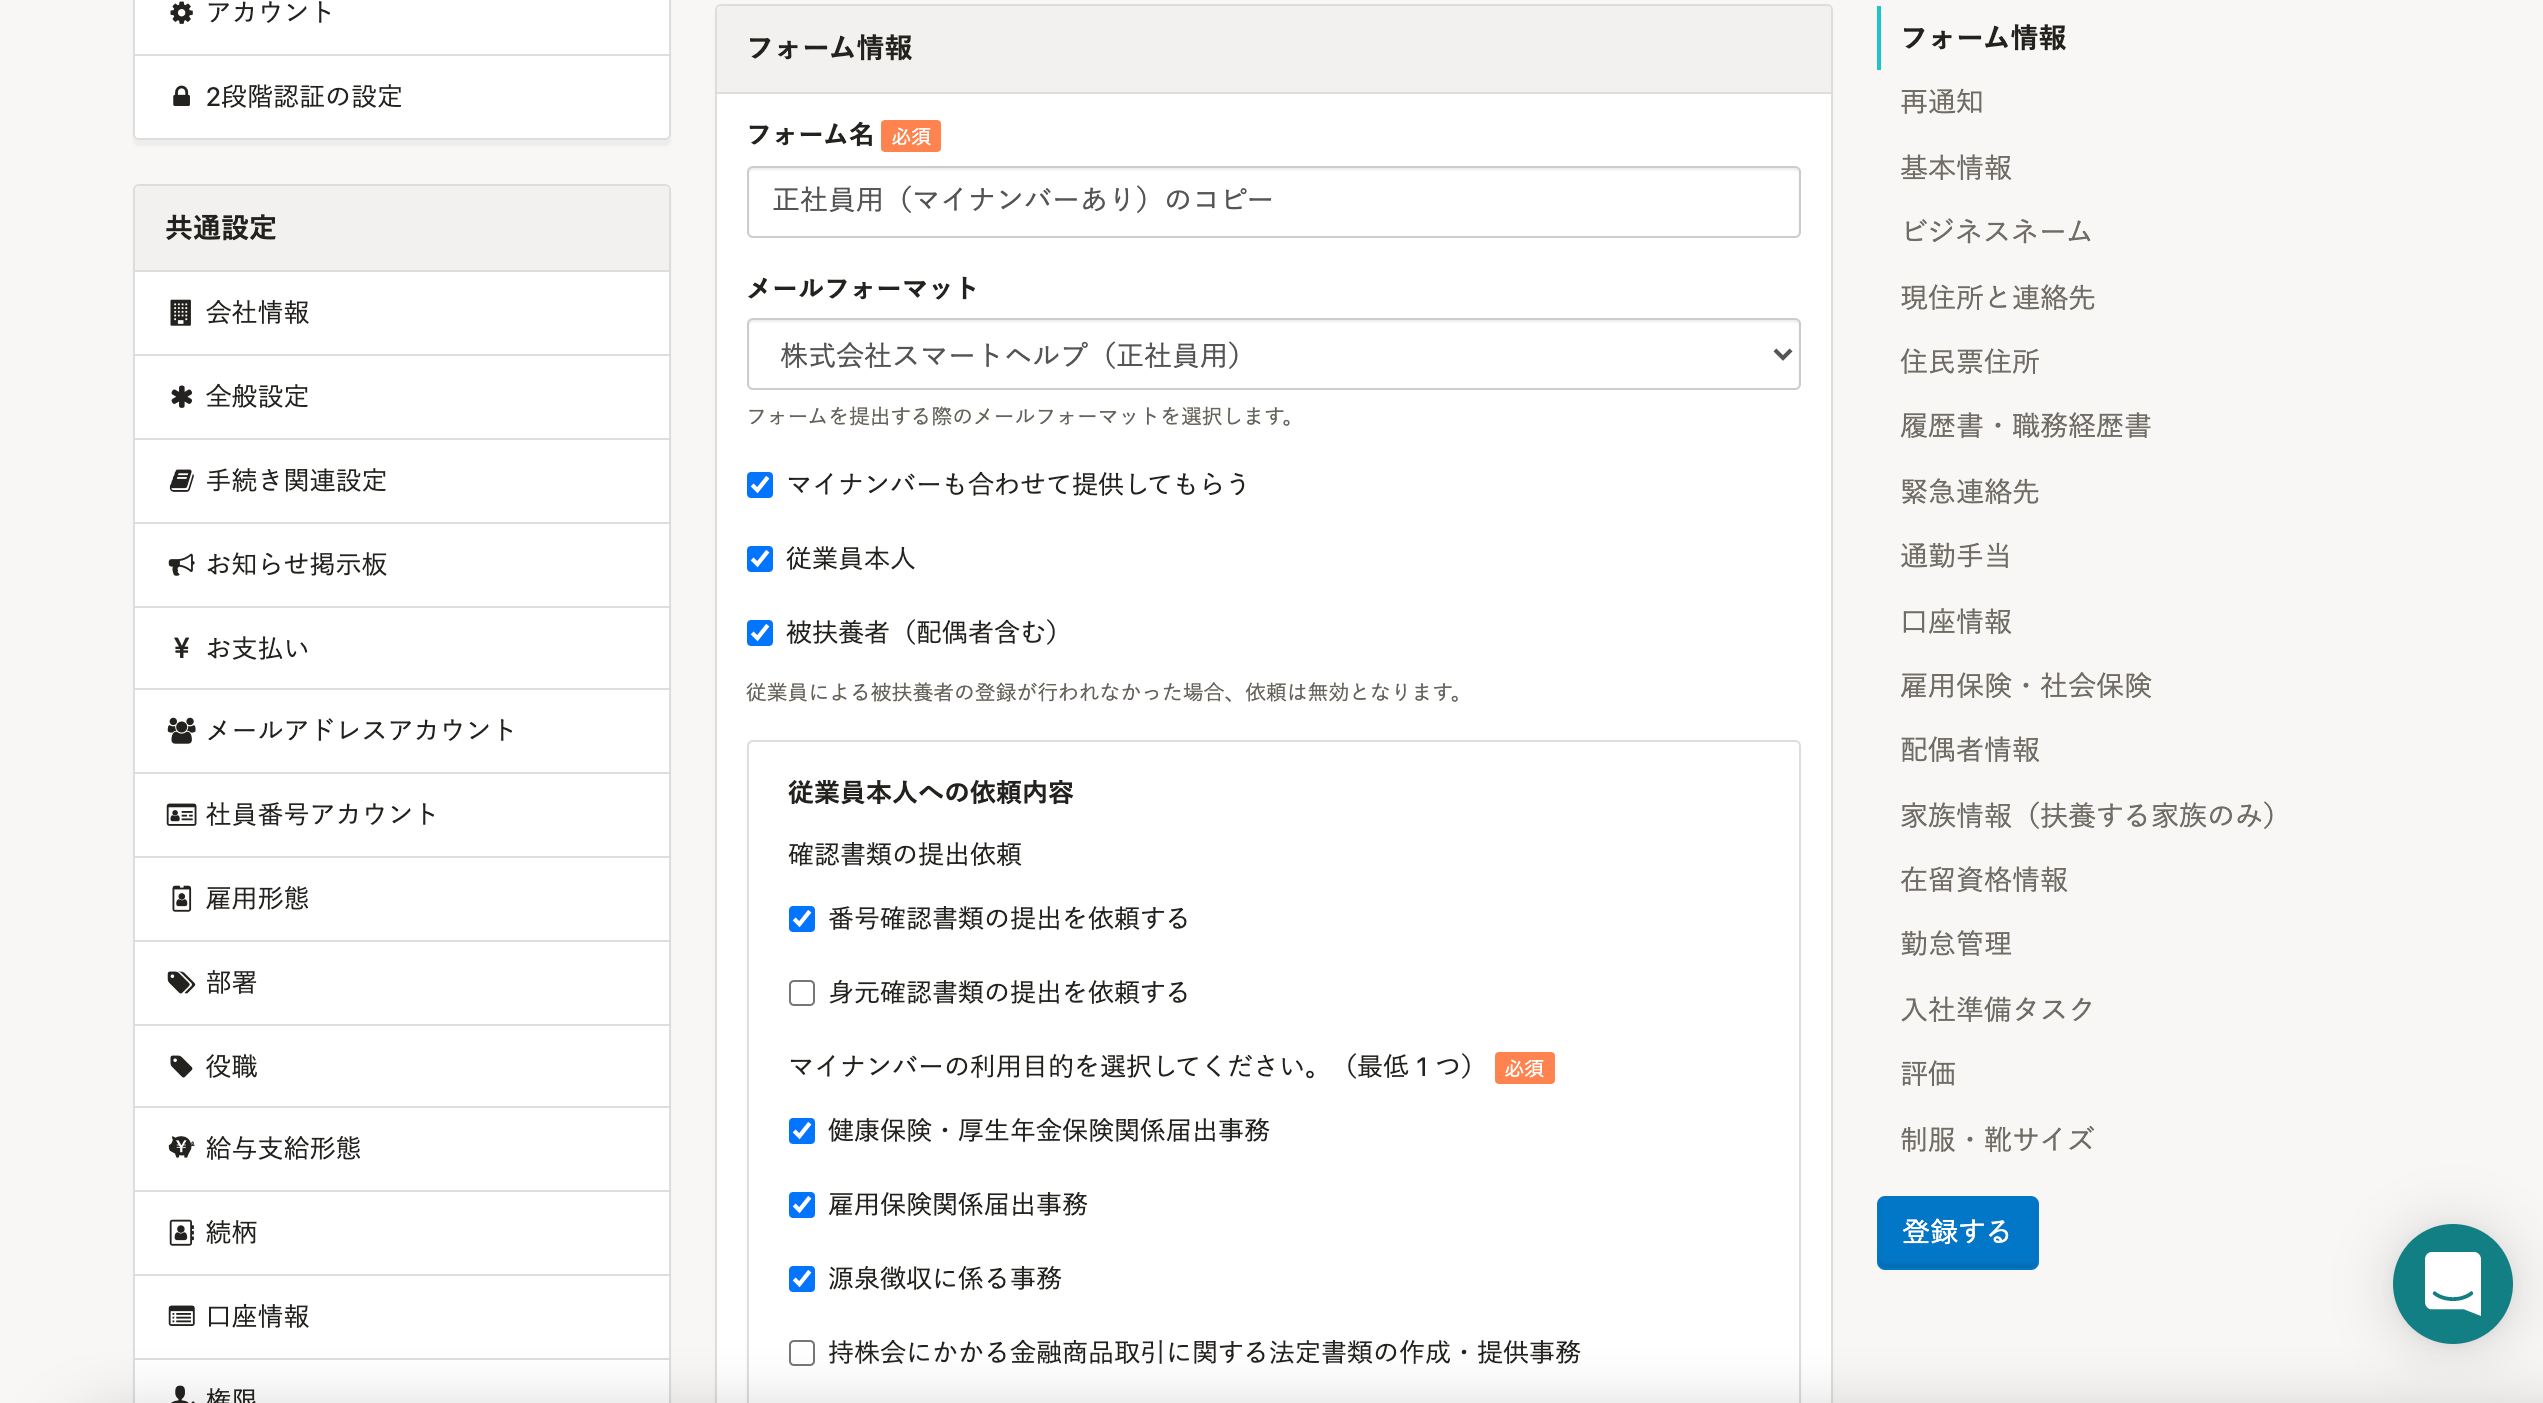 アカウント
2段階認証の設定
共通設定
会社情報
全般設定
手続き関連設定
お知らせ掲示板
お支払い
メールアドレスアカウント
社員番号アカウント
雇用形態
部署
役職
給与支給形態
続柄
口座情報
権限
フォーム情報
フォーム名 必須
正社員用（マイナンバーあり）のコピー
メールフォーマット
株式会社スマートヘルプ（正社員用）
フォームを提出する際のメールフォーマットを選択します。
マイナンバーも合わせて提供してもらう
従業員本人
被扶養者（配偶者含む）
従業員による被扶養者の登録が行われなかった場合、依頼は無効となります。
従業員本人への依頼内容
確認書類の提出依頼
番号確認書類の提出を依頼する
身元確認書類の提出を依頼する
マイナンバーの利用目的を選択してください。（最低１つ） 必須
健康保険・厚生年金保険関係届出事務
雇用保険関係届出事務
源泉徴収に係る事務
持株会にかかる金融商品取引に関する法定書類の作成・提供事務
フォーム情報
再通知
基本情報
ビジネスネーム
現住所と連絡先
住民票住所
履歴書・職務経歴書
緊急連絡先
通勤手当
口座情報
雇用保険・社会保険
配偶者情報
家族情報（扶養する家族のみ）
在留資格情報
勤怠管理
入社準備タスク
評価
制服・靴サイズ
登録する